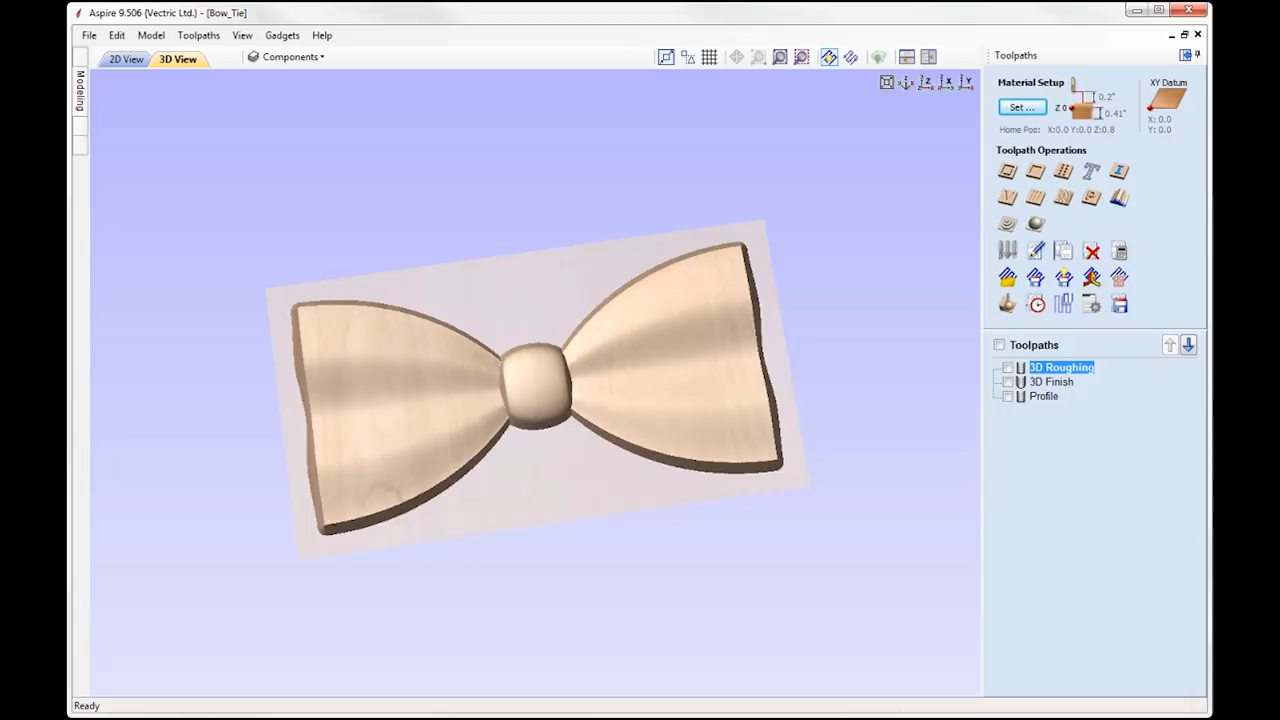 Aspire 9.506 {Vectric Ltd.} - [Bow_Tie]
File Edit Model Toolpaths View Gadgets Help
2D View 3D View Components
Toolpaths
Modeling
Material Setup
Set ...
Z 0
0.2"
0.41"
Home Pos: X:0.0 Y:0.0 Z:0.8
XY Datum
X: 0.0
Y: 0.0
Toolpath Operations
Toolpaths
3D Roughing
3D Finish
Profile
Z X Y
Ready